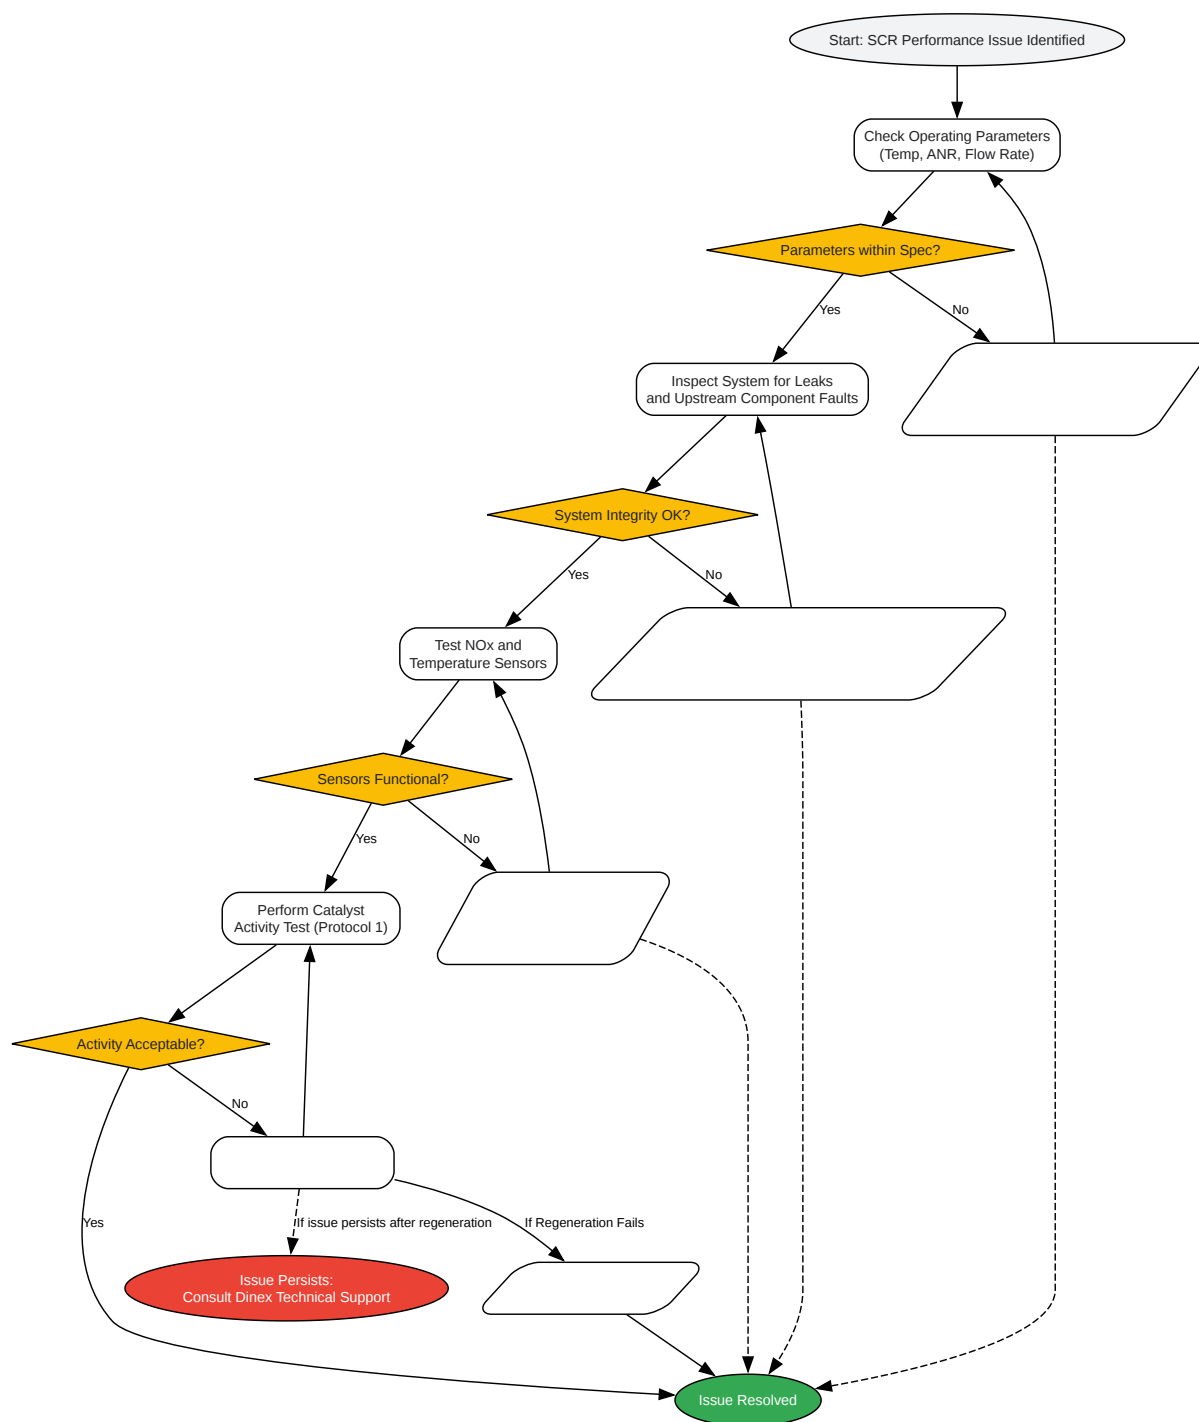 Start: SCR Performance Issue Identified
Check Operating Parameters
(Temp, ANR, Flow Rate)
Parameters within Spec?
Yes
No
Inspect System for Leaks
and Upstream Component Faults
System Integrity OK?
Yes
No
Test NOx and
Temperature Sensors
Sensors Functional?
Yes
No
Perform Catalyst
Activity Test (Protocol 1)
Activity Acceptable?
No
Yes
If issue persists after regeneration
If Regeneration Fails
Issue Persists:
Consult Dinex Technical Support
Issue Resolved